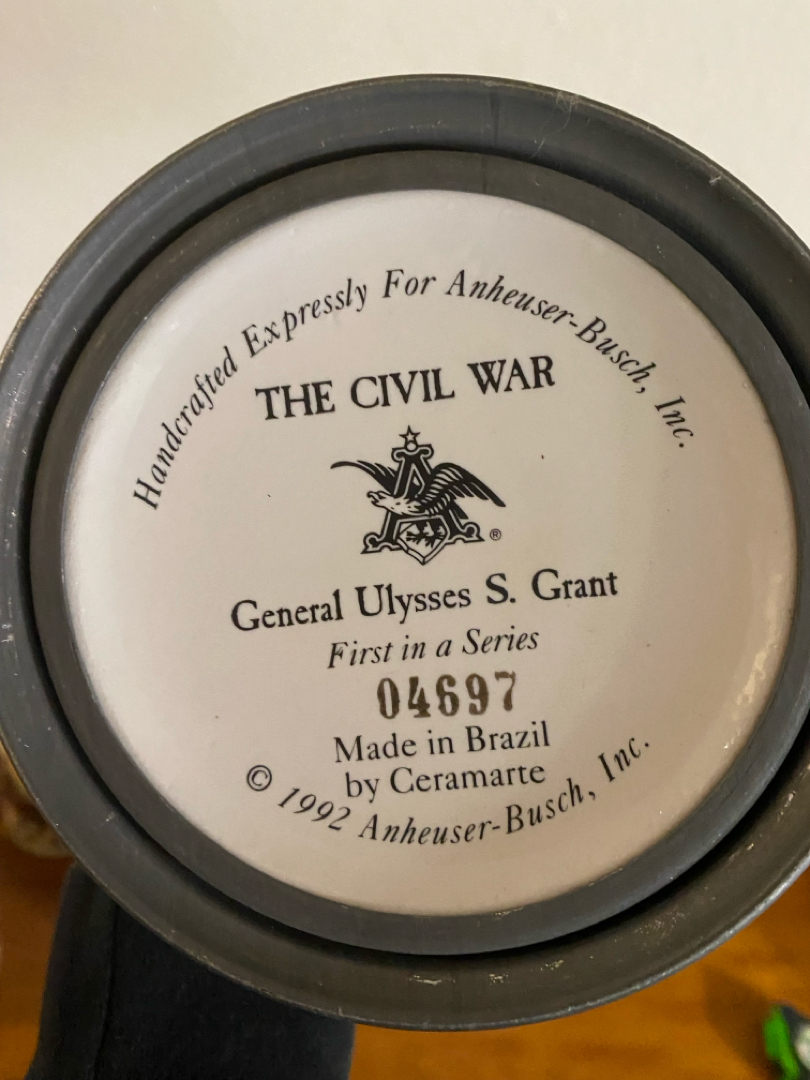 Handcrafted Expressly For Anheuser-Busch, Inc.
THE CIVIL WAR
A
®
General Ulysses S. Grant
First in a Series
04697
Made in Brazil
by Ceramarte
© 1992 Anheuser-Busch, Inc.